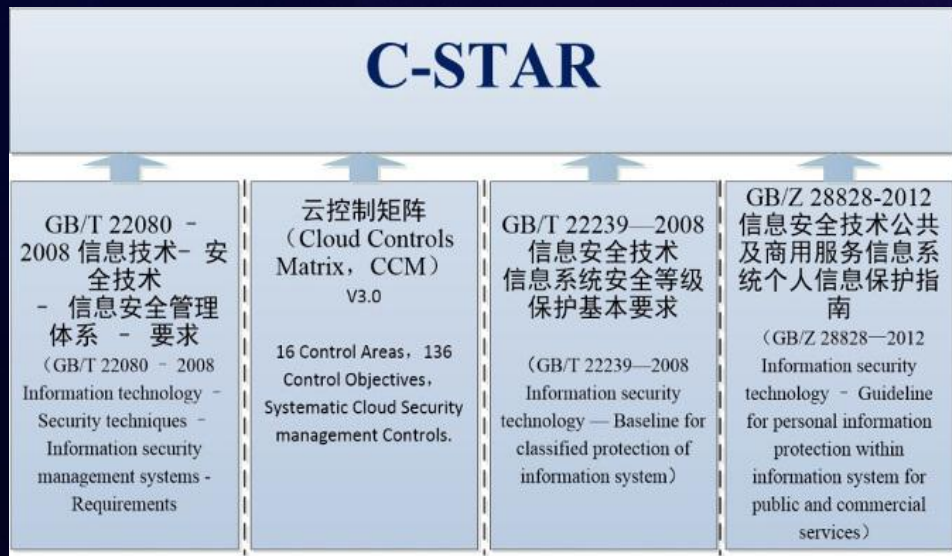 C-STAR
GB/T 22080 -
2008 信息技术- 安
全技术
- 信息安全管理
体系 - 要求
（GB/T 22080 - 2008
Information technology -
Security techniques -
Information security
management systems -
Requirements
云控制矩阵
（Cloud Controls
Matrix，CCM）
V3.0
16 Control Areas，136
Control Objectives，
Systematic Cloud Security
management Controls.
GB/T 22239—2008
信息安全技术
信息系统安全等级
保护基本要求
（GB/T 22239—2008
Information security
technology — Baseline for
classified protection of
information system）
GB/Z 28828-2012
信息安全技术公共
及商用服务信息系
统个人信息保护指
南
（GB/Z 28828—2012
Information security
technology - Guideline
for personal information
protection within
information system for
public and commercial
services）